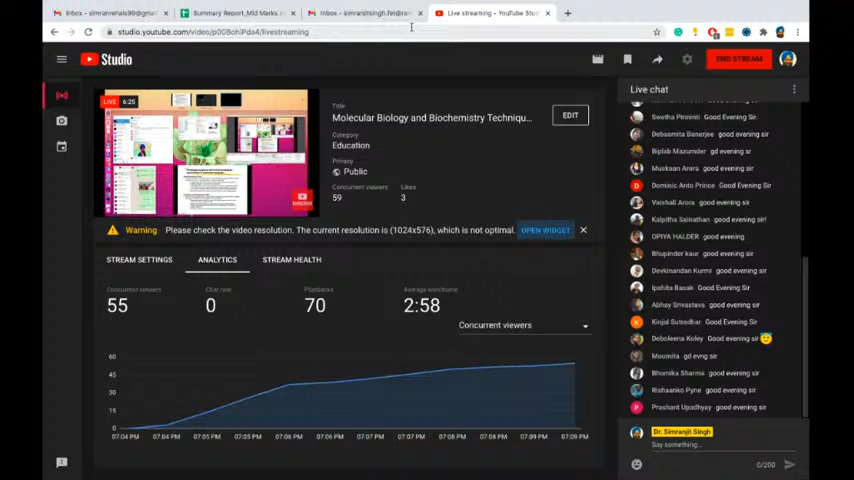 Inbox - simranrehals99@gmail
Summary Report_Mid Marks
Inbox - simranjitsingh.fet@ram
Live streaming - YouTube Stu
studio.youtube.com/video/p00BohiPda4/livestreaming
Studio
END STREAM
LIVE 6:25
SUBSCRIBE
Title
Molecular Biology and Biochemistry Techniqu...
EDIT
Category
Education
Privacy
Public
Concurrent viewers
Likes
59
3
Warning Please check the video resolution. The current resolution is (1024x576), which is not optimal. OPEN WIDGET
STREAM SETTINGS
ANALYTICS
STREAM HEALTH
Concurrent viewers
Chat rate
Playbacks
Average watchtime
55
0
70
2:58
Concurrent viewers
60
45
30
15
0
07:04 PM 07:04 PM 07:05 PM 07:05 PM 07:06 PM 07:06 PM 07:07 PM 07:07 PM 07:08 PM 07:08 PM 07:09 PM 07:09 PM
Live chat
Swetha Pinninti Good Evening Sir
Debasmita Banerjee good evening sir
Biplab Mazumder gd evening sir
Muskaan Arora good evening sir
Dominic Anto Prince Good Evening Sir
Vaishali Arora good evening sir
Kalpitha Sainathan good evening sir!
OPIYA HALDER good evening
Bhupinder kaur good evening sir
Devkinandan Kurmi good evening sir
Ipshita Basak Good Evening Sir
Abhay Srivastava good evening sir
Kinjal Sutradhar Good Evening Sir
Deboleena Koley Good evening sir
Moumita gd evng sir
Bhumika Sharma good evening sir
Rishaanko Pyne good evening sir
Prashant Upadhyay good evening sir
Dr. Simranjit Singh
Say something...
0/200